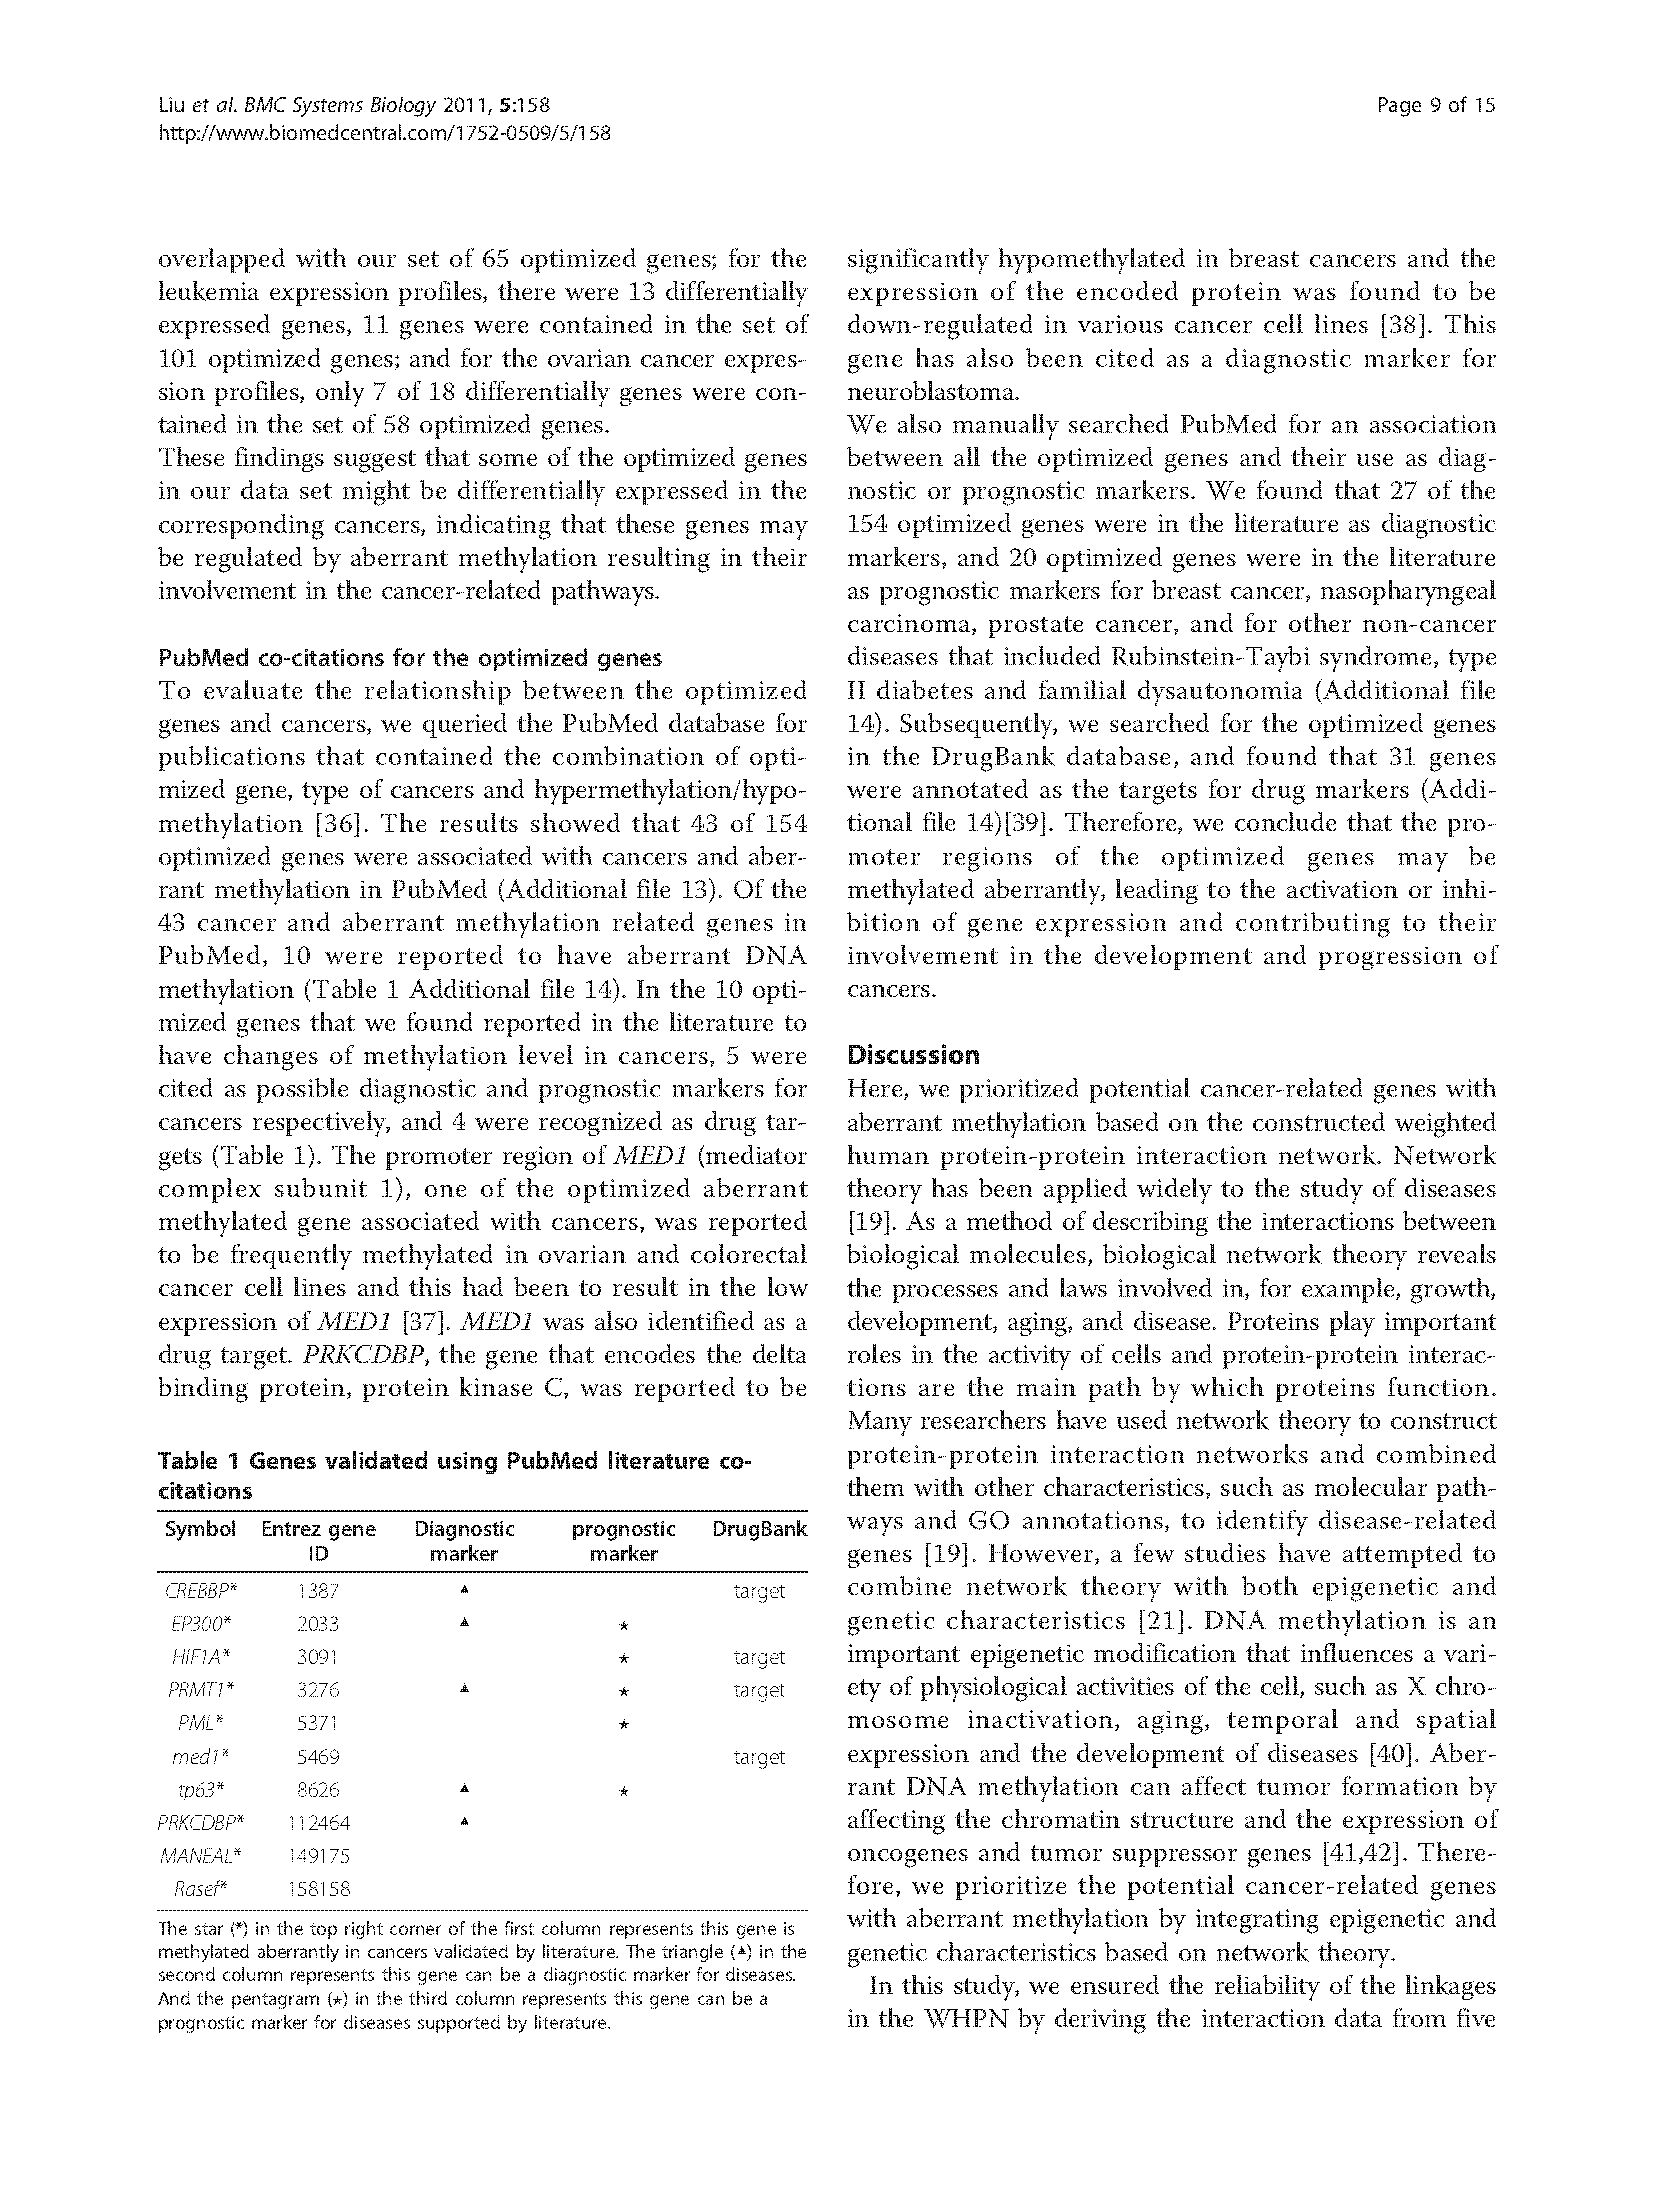 Liu et al. BMC Systems Biology 2011, 5:158
http://www.biomedcentral.com/1752-0509/5/158
Page 9 of 15
overlapped with our set of 65 optimized genes; for the
leukemia expression profiles, there were 13 differentially
expressed genes, 11 genes were contained in the set of
101 optimized genes; and for the ovarian cancer expres-
sion profiles, only 7 of 18 differentially genes were con-
tained in the set of 58 optimized genes.
These findings suggest that some of the optimized genes
in our data set might be differentially expressed in the
corresponding cancers, indicating that these genes may
be regulated by aberrant methylation resulting in their
involvement in the cancer-related pathways.
PubMed co-citations for the optimized genes
To evaluate the relationship between the optimized
genes and cancers, we queried the PubMed database for
publications that contained the combination of opti-
mized gene, type of cancers and hypermethylation/hypo-
methylation [36]. The results showed that 43 of 154
optimized genes were associated with cancers and aber-
rant methylation in PubMed (Additional file 13). Of the
43 cancer and aberrant methylation related genes in
PubMed, 10 were reported to have aberrant DNA
methylation (Table 1 Additional file 14). In the 10 opti-
mized genes that we found reported in the literature to
have changes of methylation level in cancers, 5 were
cited as possible diagnostic and prognostic markers for
cancers respectively, and 4 were recognized as drug tar-
gets (Table 1). The promoter region of MED1 (mediator
complex subunit 1), one of the optimized aberrant
methylated gene associated with cancers, was reported
to be frequently methylated in ovarian and colorectal
cancer cell lines and this had been to result in the low
expression of MED1 [37]. MED1 was also identified as a
drug target. PRKCDBP, the gene that encodes the delta
binding protein, protein kinase C, was reported to be
Table 1 Genes validated using PubMed literature co-
citations
Symbol Entrez gene Diagnostic prognostic DrugBank
ID marker marker
CREBBP* 1387 ▲ target
EP300* 2033 ▲ ★
HIF1A* 3091 ★ target
PRMT1* 3276 ▲ ★ target
PML* 5371 ★
med1* 5469 target
tp63* 8626 ▲ ★
PRKCDBP* 112464 ▲
MANEAL* 149175
Rasef* 158158
The star (*) in the top right corner of the first column represents this gene is
methylated aberrantly in cancers validated by literature. The triangle (▲) in the
second column represents this gene can be a diagnostic marker for diseases.
And the pentagram (★) in the third column represents this gene can be a
prognostic marker for diseases supported by literature.
significantly hypomethylated in breast cancers and the
expression of the encoded protein was found to be
down-regulated in various cancer cell lines [38]. This
gene has also been cited as a diagnostic marker for
neuroblastoma.
We also manually searched PubMed for an association
between all the optimized genes and their use as diag-
nostic or prognostic markers. We found that 27 of the
154 optimized genes were in the literature as diagnostic
markers, and 20 optimized genes were in the literature
as prognostic markers for breast cancer, nasopharyngeal
carcinoma, prostate cancer, and for other non-cancer
diseases that included Rubinstein-Taybi syndrome, type
II diabetes and familial dysautonomia (Additional file
14). Subsequently, we searched for the optimized genes
in the DrugBank database, and found that 31 genes
were annotated as the targets for drug markers (Addi-
tional file 14)[39]. Therefore, we conclude that the pro-
moter regions of the optimized genes may be
methylated aberrantly, leading to the activation or inhi-
bition of gene expression and contributing to their
involvement in the development and progression of
cancers.
Discussion
Here, we prioritized potential cancer-related genes with
aberrant methylation based on the constructed weighted
human protein-protein interaction network. Network
theory has been applied widely to the study of diseases
[19]. As a method of describing the interactions between
biological molecules, biological network theory reveals
the processes and laws involved in, for example, growth,
development, aging, and disease. Proteins play important
roles in the activity of cells and protein-protein interac-
tions are the main path by which proteins function.
Many researchers have used network theory to construct
protein-protein interaction networks and combined
them with other characteristics, such as molecular path-
ways and GO annotations, to identify disease-related
genes [19]. However, a few studies have attempted to
combine network theory with both epigenetic and
genetic characteristics [21]. DNA methylation is an
important epigenetic modification that influences a vari-
ety of physiological activities of the cell, such as X chro-
mosome inactivation, aging, temporal and spatial
expression and the development of diseases [40]. Aber-
rant DNA methylation can affect tumor formation by
affecting the chromatin structure and the expression of
oncogenes and tumor suppressor genes [41,42]. There-
fore, we prioritize the potential cancer-related genes
with aberrant methylation by integrating epigenetic and
genetic characteristics based on network theory.
In this study, we ensured the reliability of the linkages
in the WHPN by deriving the interaction data from five